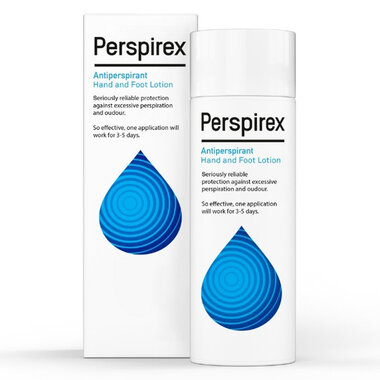 Perspirex
Antiperspirant
Hand and Foot Lotion
Seriously reliable protection
against excessive perspiration
and oudour.
So effective, one application will
work for 3-5 days.
Perspirex
Antiperspirant
Hand and Foot Lotion
Seriously reliable
protection against excessive
perspiration and oudour.
So effective, one application
will work for 3-5 days.